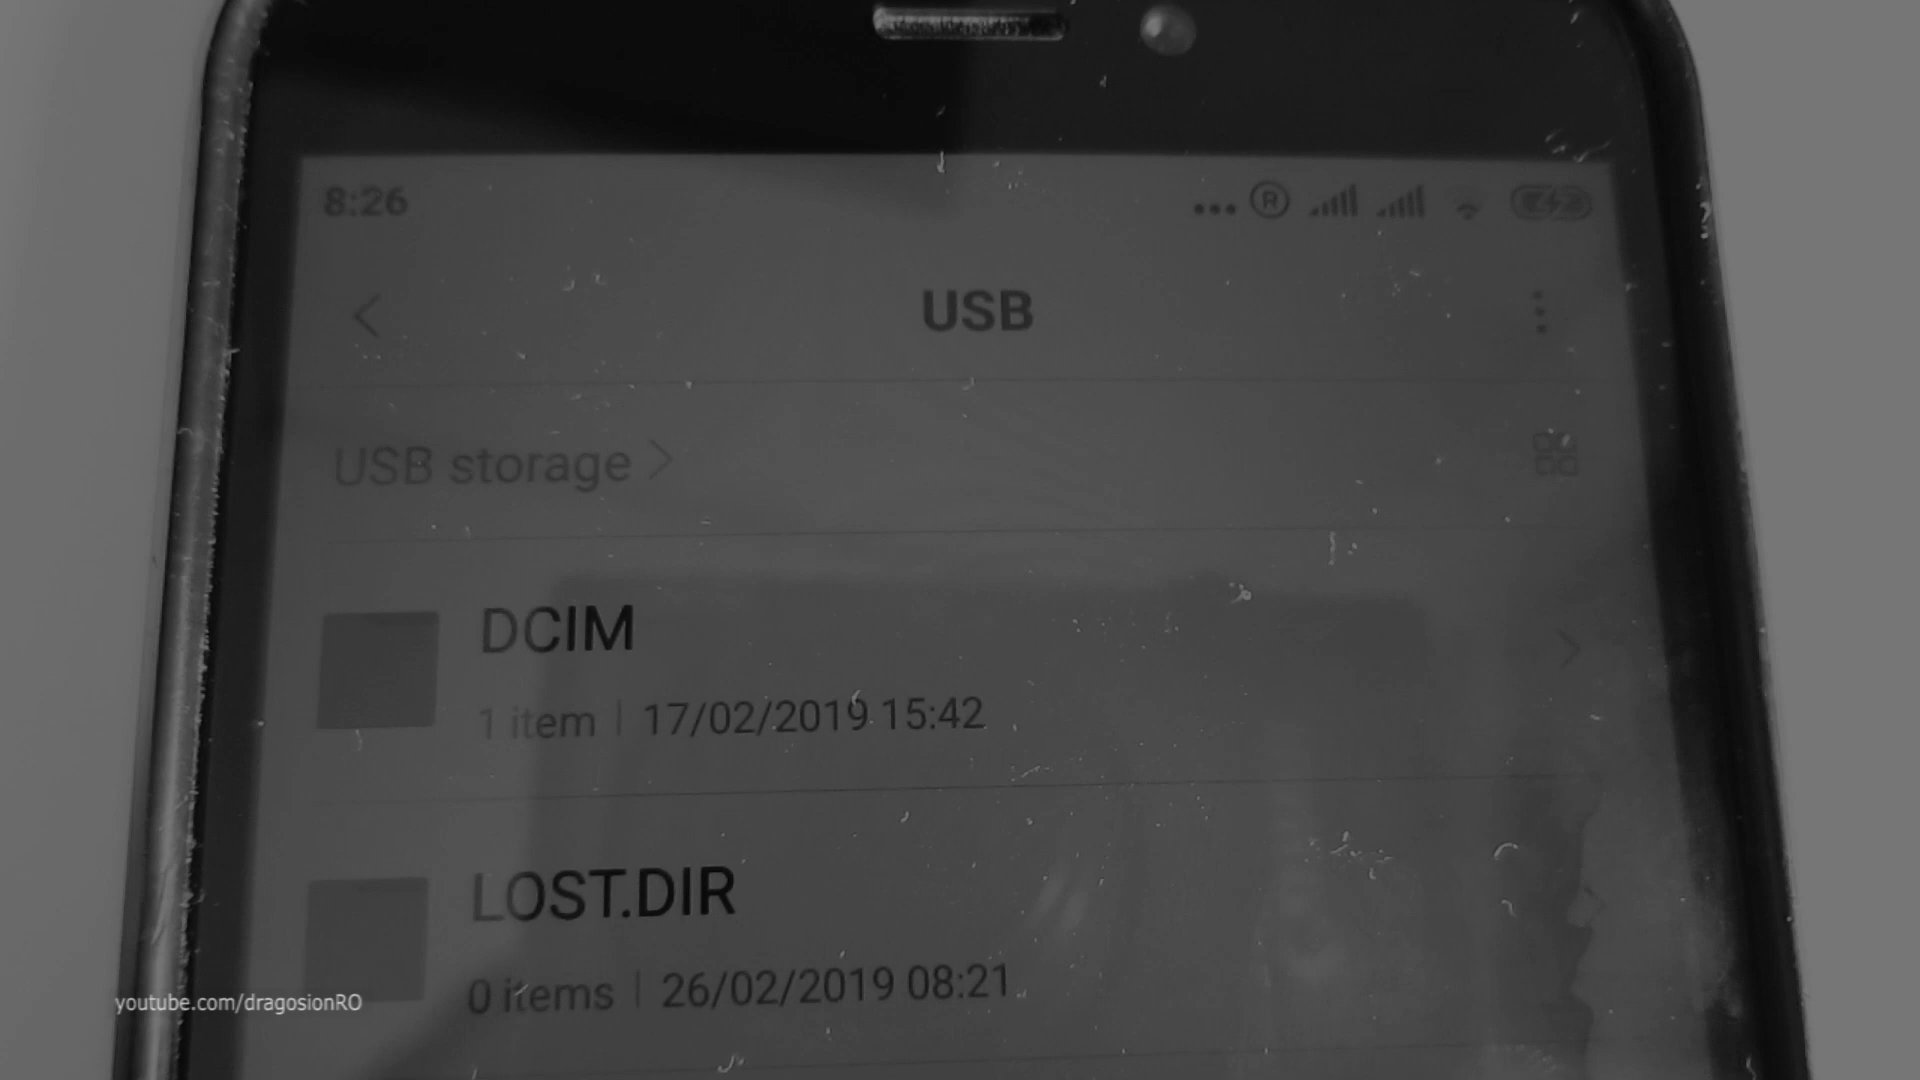 8:26
R
USB
USB storage
DCIM
1 item | 17/02/2019 15:42
LOST.DIR
0 items | 26/02/2019 08:21
youtube.com/dragosionRO